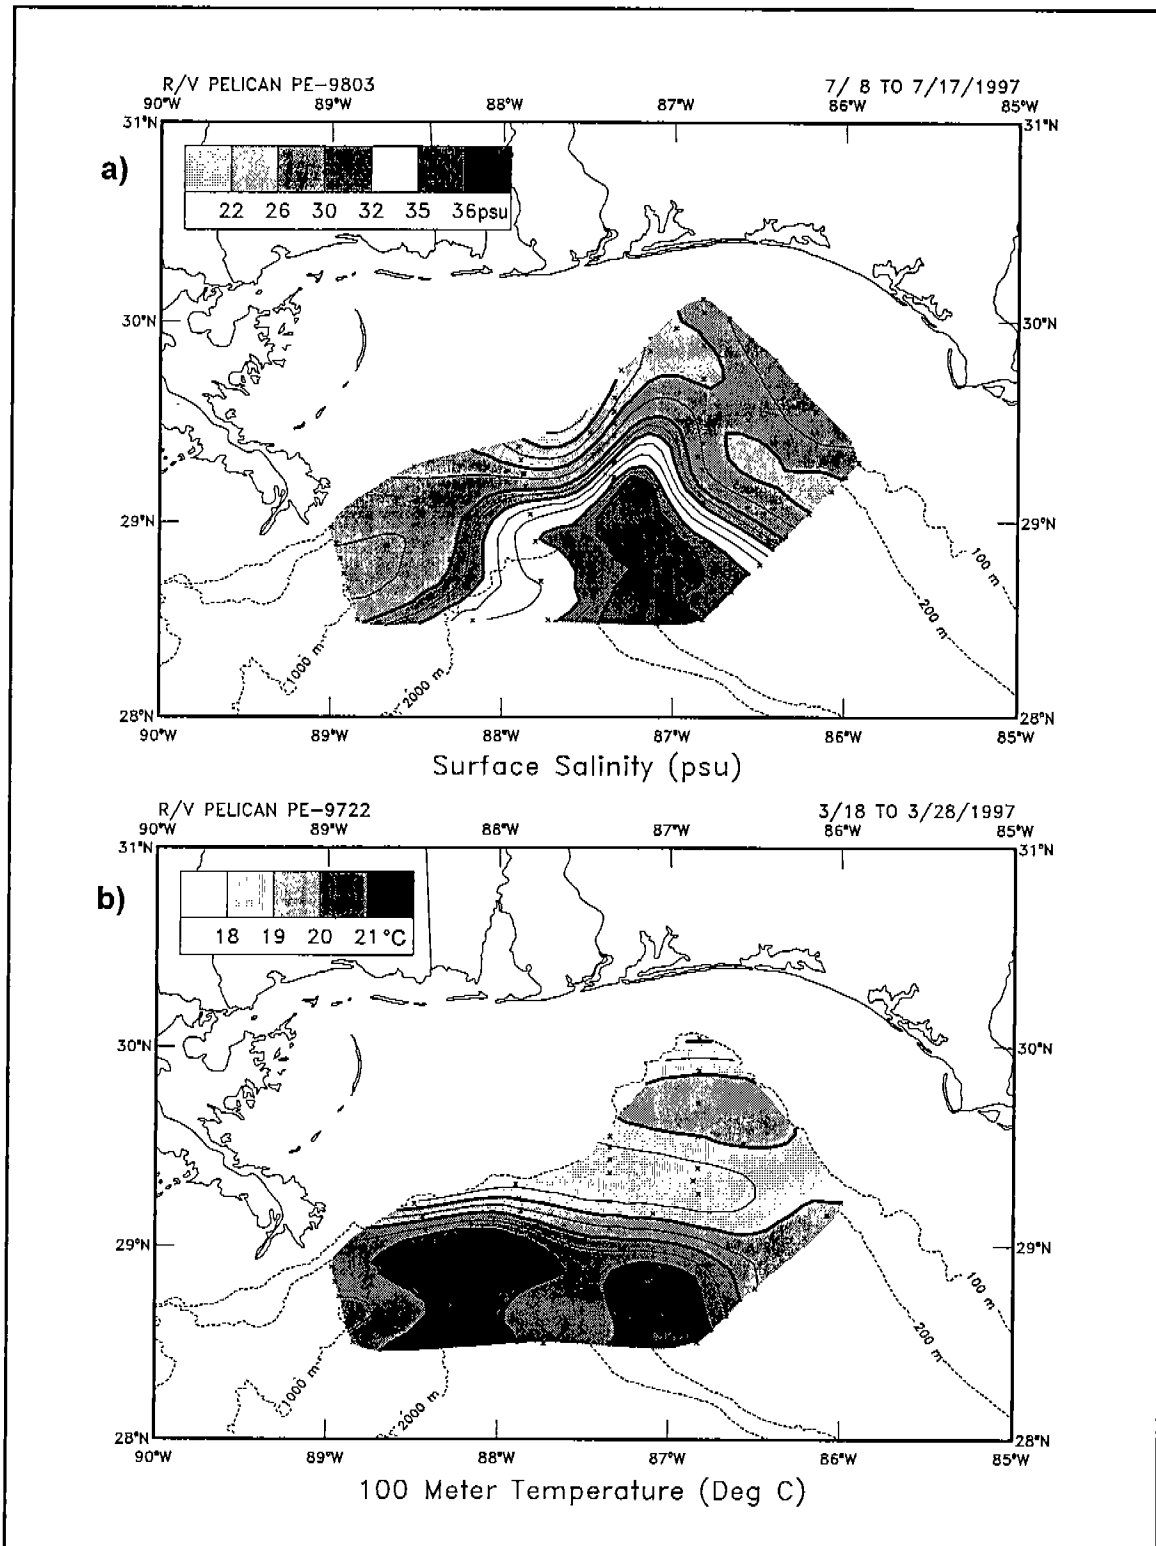 R/V PELICAN PE-9803 7/ 8 TO 7/17/1997
90°W 89°W 88°W 87°W 86°W 85°W
31°N 31°N
a)
22 26 30 32 35 36psu
30°N 30°N
29°N 29°N
100 m
200 m
1000 m
2000 m
28°N 28°N
90°W 89°W 88°W 87°W 86°W 85°W
Surface Salinity (psu)
R/V PELICAN PE-9722 3/18 TO 3/28/1997
90°W 89°W 88°W 87°W 86°W 85°W
31°N 31°N
b)
18 19 20 21°C
30°N 30°N
29°N 29°N
100 m
200 m
1000 m
2000 m
28°N 28°N
90°W 89°W 88°W 87°W 86°W 85°W
100 Meter Temperature (Deg C)